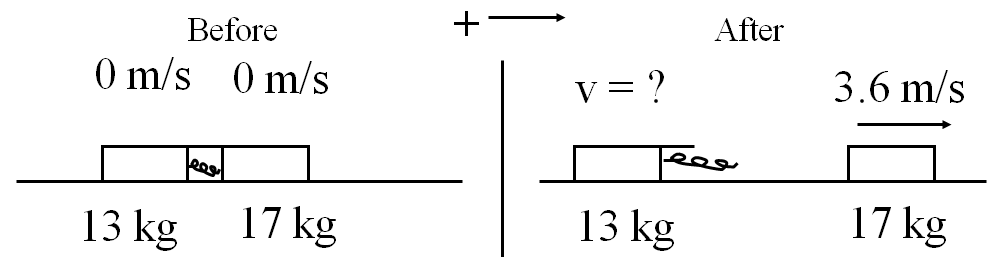 Before
+
After
0 m/s 0 m/s
v = ?
3.6 m/s
13 kg 17 kg
13 kg
17 kg